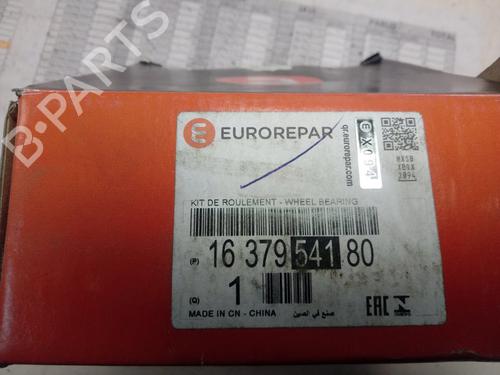 B-PARTS
EUROREPAR
qr.eurorepar.com
KIT DE ROULEMENT - WHEEL BEARING
(P) 16 379 541 80
(Q) 1
MADE IN CN - CHINA صنع في الصين
EAC